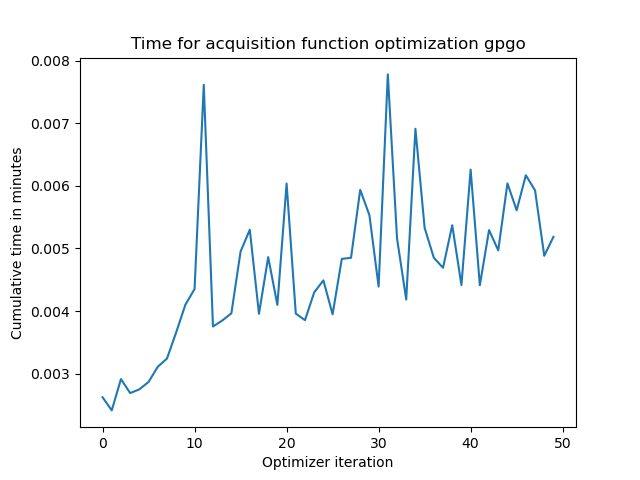 Time for acquisition function optimization gpgo
Cumulative time in minutes
0.008
0.007
0.006
0.005
0.004
0.003
0 10 20 30 40 50
Optimizer iteration